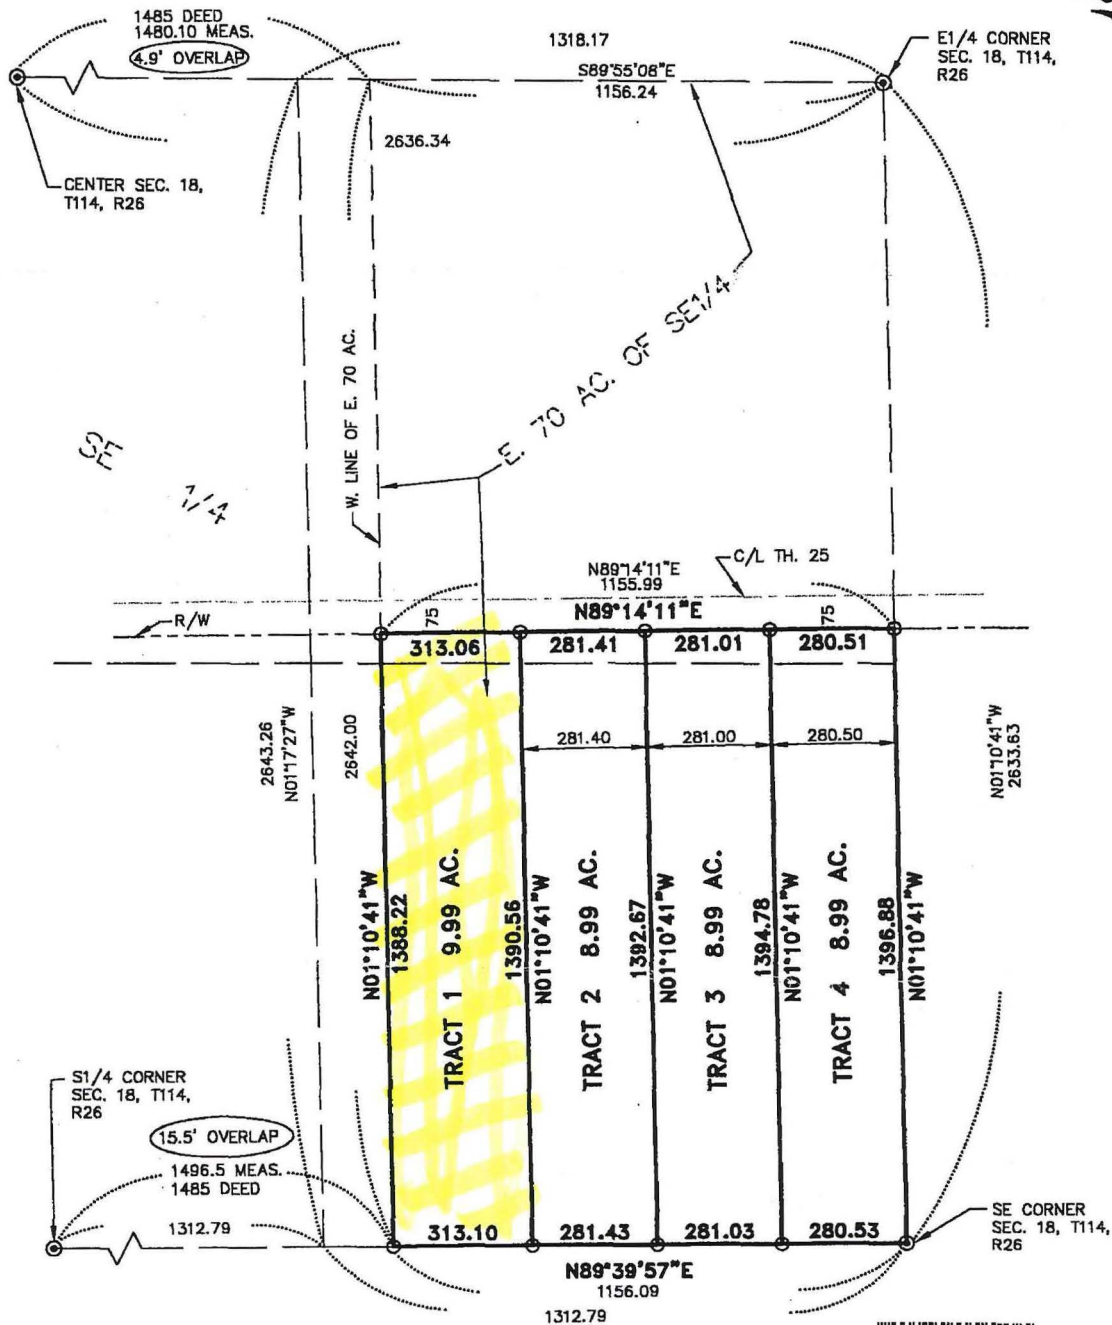 1485 DEED
1480.10 MEAS.
4.9' OVERLAP
1318.17
S89°55'08"E
1156.24
E1/4 CORNER
SEC. 18, T114,
R26
2636.34
CENTER SEC. 18,
T114, R26
W. LINE OF E. 70 AC.
E. 70 AC. OF SE1/4
SE
1/4
C/L TH. 25
N89°14'11"E
1155.99
R/W
75
N89°14'11"E
75
313.06
281.41
281.01
280.51
2643.26
N01°17'27"W
2642.00
281.40
281.00
280.50
N01°10'41"W
2633.63
N01°10'41"W
1388.22
TRACT 1 9.99 AC.
1390.56
N01°10'41"W
TRACT 2 8.99 AC.
1392.67
N01°10'41"W
TRACT 3 8.99 AC.
1394.78
N01°10'41"W
TRACT 4 8.99 AC.
1396.88
N01°10'41"W
S1/4 CORNER
SEC. 18, T114,
R26
15.5' OVERLAP
1496.5 MEAS.
1485 DEED
1312.79
313.10
281.43
281.03
280.53
SE CORNER
SEC. 18, T114,
R26
N89°39'57"E
1156.09
1312.79